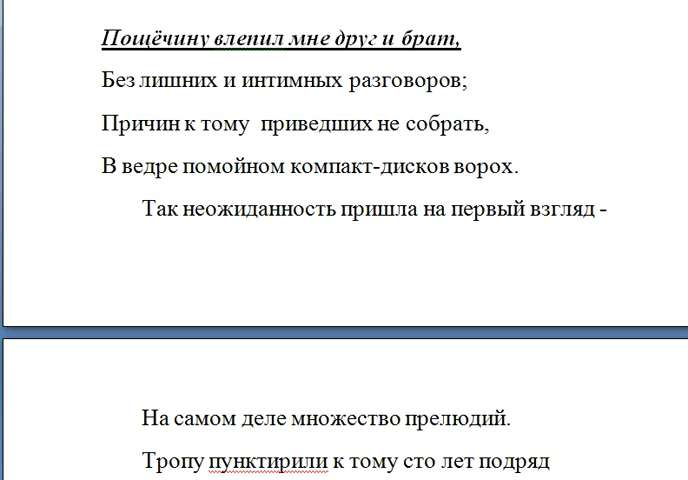 Пощёчину влепил мне друг и брат,
Без лишних и интимных разговоров;
Причин к тому  приведших не собрать,
В ведре помойном компакт-дисков ворох.
Так неожиданность пришла на первый взгляд -
На самом деле множество прелюдий.
Тропу пунктирили к тому сто лет подряд